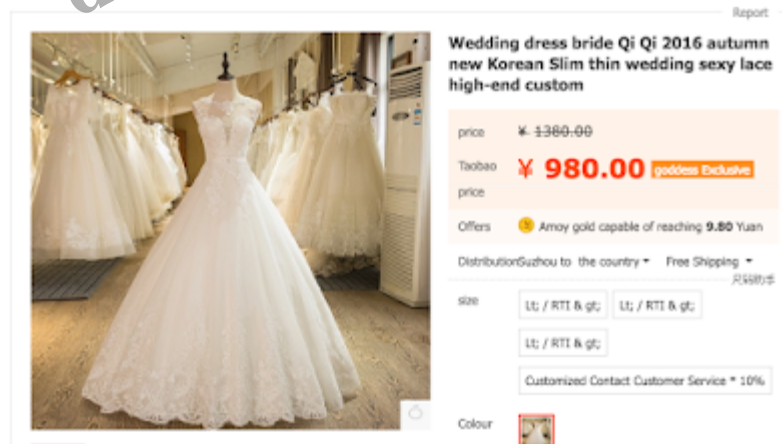 Report
Wedding dress bride Qi Qi 2016 autumn
new Korean Slim thin wedding sexy lace
high-end custom
price ¥ 1380.00
Taobao price ¥ 980.00 goddess Exclusive
Offers Amoy gold capable of reaching 9.80 Yuan
Distribution Suzhou to the country Free Shipping
size Lt; / RTI & gt; Lt; / RTI & gt;
Lt; / RTI & gt;
Customized Contact Customer Service * 10%
Colour